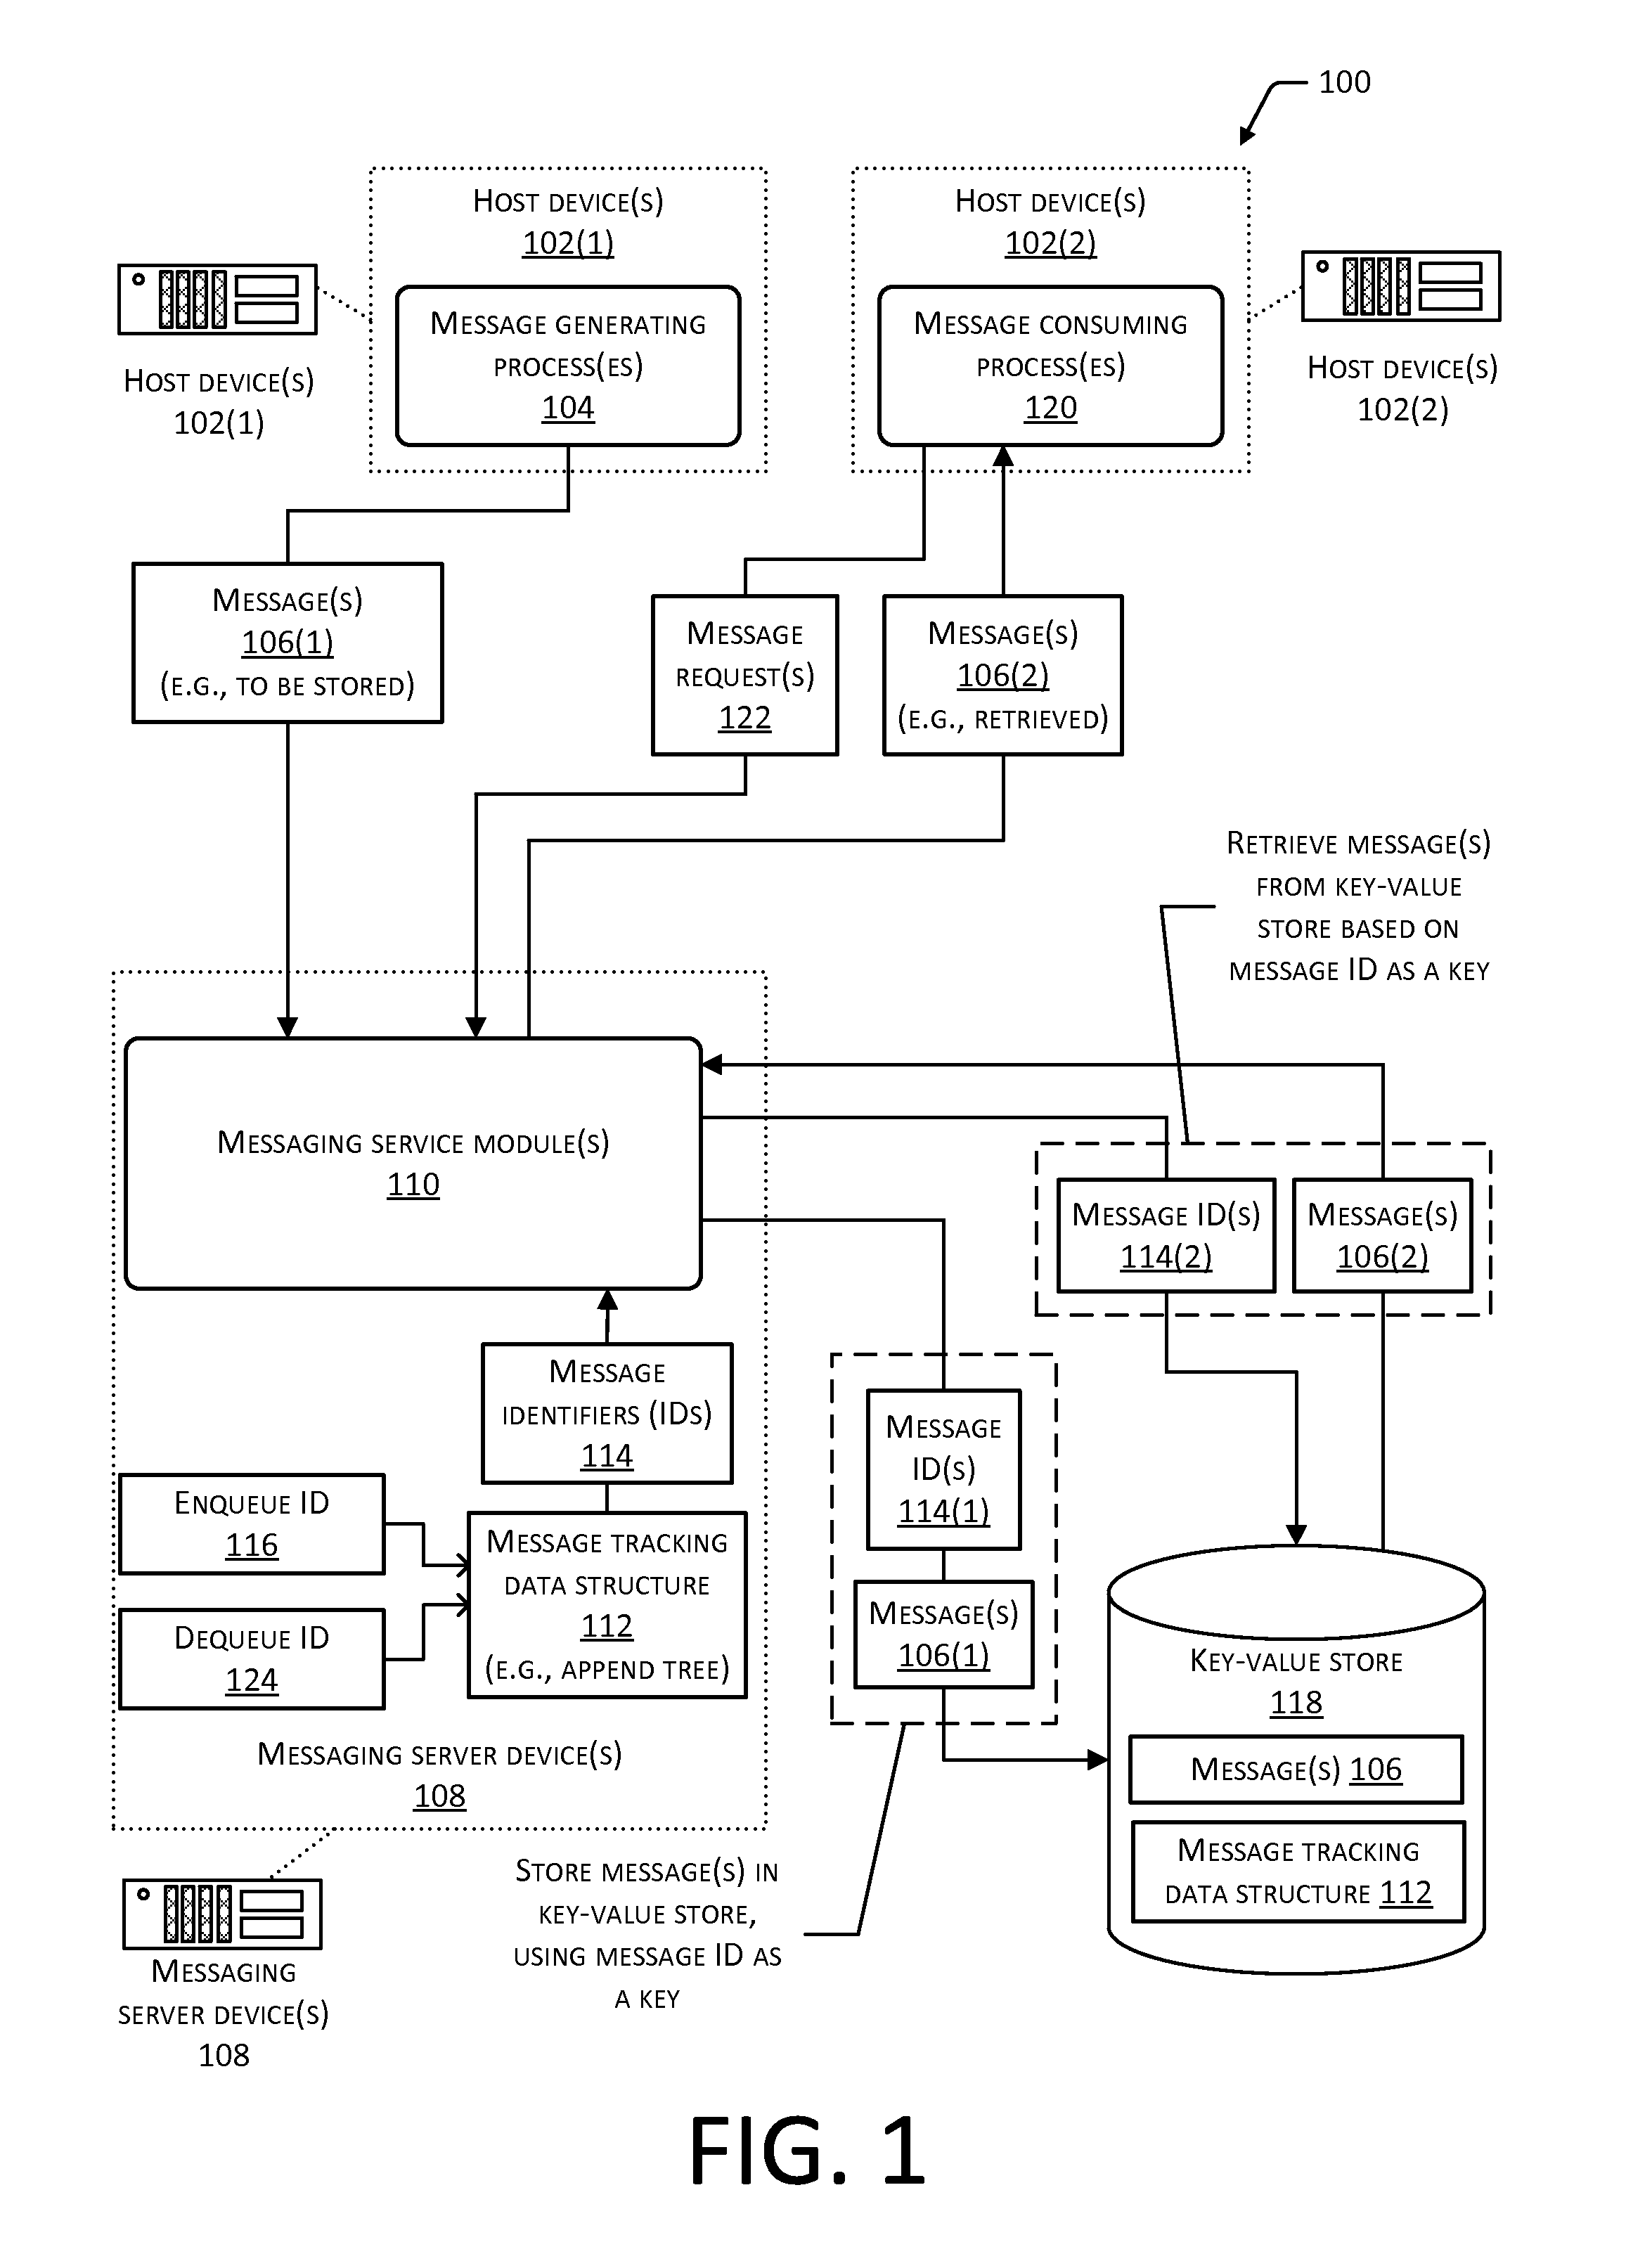 100
Host device(s)
102(1)
Message generating
process(es)
104
Host device(s)
102(1)
Host device(s)
102(2)
Message consuming
process(es)
120
Host device(s)
102(2)
Message(s)
106(1)
(e.g., to be stored)
Message
request(s)
122
Message(s)
106(2)
(e.g., retrieved)
Retrieve message(s)
from key-value
store based on
message ID as a key
Messaging service module(s)
110
Message ID(s)
114(2)
Message(s)
106(2)
Message
identifiers (IDs)
114
Enqueue ID
116
Dequeue ID
124
Message tracking
data structure
112
(e.g., append tree)
Messaging server device(s)
108
Message
ID(s)
114(1)
Message(s)
106(1)
Key-value store
118
Message(s) 106
Message tracking
data structure 112
Store message(s) in
key-value store,
using message ID as
a key
Messaging
server device(s)
108
FIG. 1